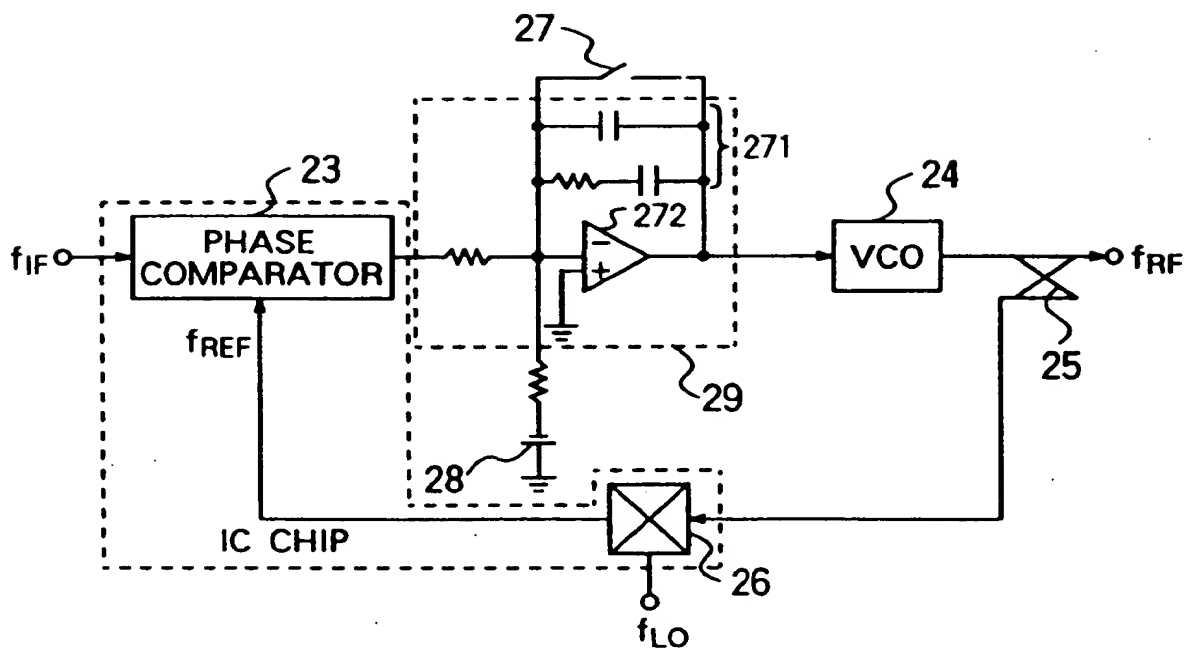 27
271
23
272
24
PHASE
COMPARATOR
−
+
VCO
fIF
fRF
25
fREF
29
28
IC CHIP
26
fLO